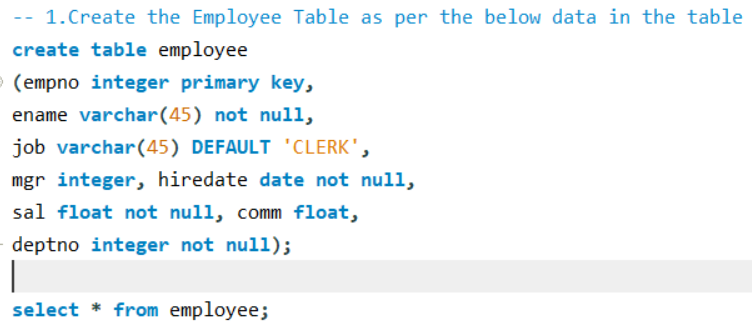 -- 1.Create the Employee Table as per the below data in the table
create table employee
(empno integer primary key,
ename varchar(45) not null,
job varchar(45) DEFAULT 'CLERK',
mgr integer, hiredate date not null,
sal float not null, comm float,
deptno integer not null);
select * from employee;